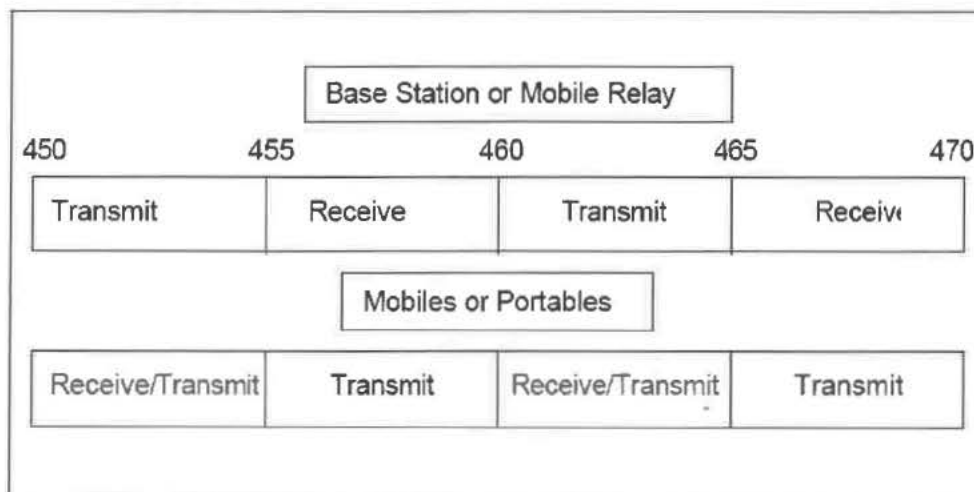 Base Station or Mobile Relay
450 455 460 465 470
Transmit Receive Transmit Receive
Mobiles or Portables
Receive/Transmit Transmit Receive/Transmit Transmit